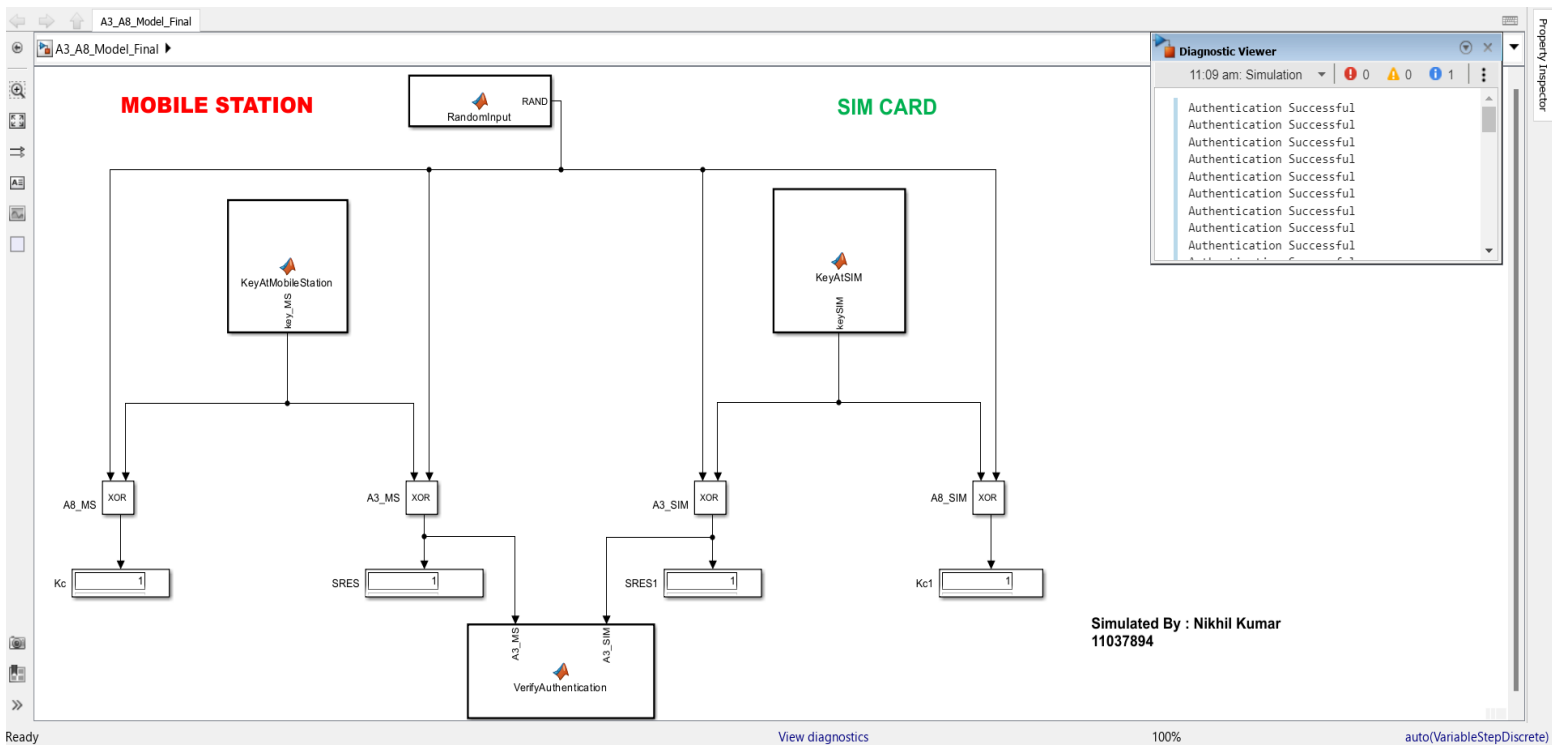 A3_A8_Model_Final
A3_A8_Model_Final
Property Inspector
Diagnostic Viewer
11:09 am: Simulation 0 0 1
Authentication Successful
Authentication Successful
Authentication Successful
Authentication Successful
Authentication Successful
Authentication Successful
Authentication Successful
Authentication Successful
Authentication Successful
MOBILE STATION
RAND
RandomInput
SIM CARD
KeyAtMobileStation
key_MS
KeyAtSIM
keySIM
A8_MS
XOR
A3_MS
XOR
A3_SIM
XOR
A8_SIM
XOR
Kc
1
SRES
1
SRES1
1
Kc1
1
A3_MS
A3_SIM
VerifyAuthentication
Simulated By : Nikhil Kumar
11037894
Ready
View diagnostics
100%
auto(VariableStepDiscrete)